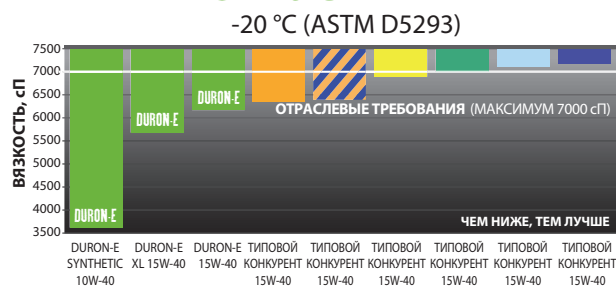 -20 °C (ASTM D5293)
ВЯЗКОСТЬ, сП
7500
7000
6500
6000
5500
5000
4500
4000
3500
DURON-E
DURON-E
DURON-E
ОТРАСЛЕВЫЕ ТРЕБОВАНИЯ (МАКСИМУМ 7000 сП)
ЧЕМ НИЖЕ, ТЕМ ЛУЧШЕ
DURON-E DURON-E DURON-E ТИПОВОЙ ТИПОВОЙ ТИПОВОЙ ТИПОВОЙ ТИПОВОЙ ТИПОВОЙ
SYNTHETIC XL 15W-40 15W-40 КОНКУРЕНТ КОНКУРЕНТ КОНКУРЕНТ КОНКУРЕНТ КОНКУРЕНТ КОНКУРЕНТ
10W-40 15W-40 15W-40 15W-40 15W-40 15W-40 15W-40